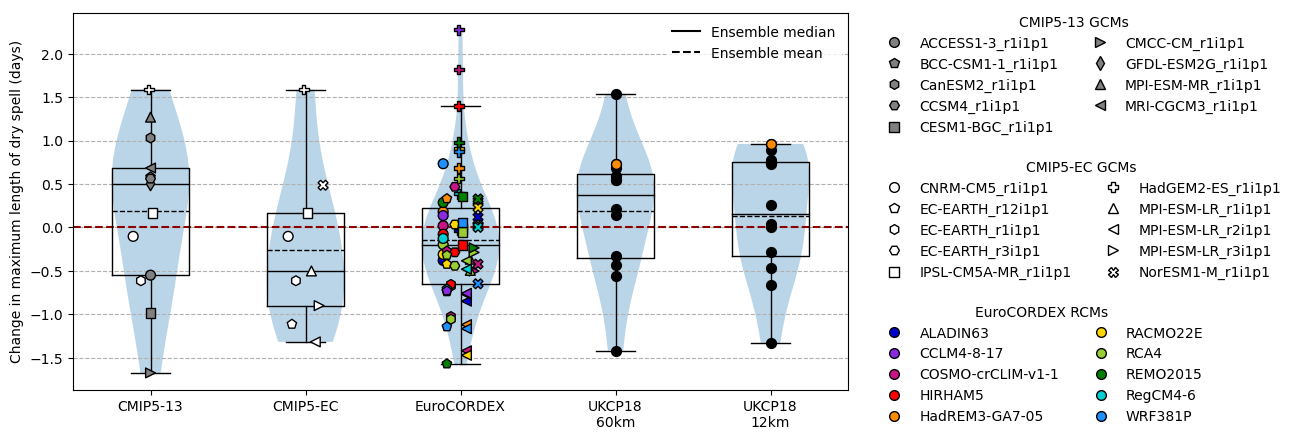 Change in maximum length of dry spell (days)
2.0
1.5
1.0
0.5
0.0
−0.5
−1.0
−1.5
Ensemble median
Ensemble mean
CMIP5-13
CMIP5-EC
EuroCORDEX
UKCP18
60km
UKCP18
12km
CMIP5-13 GCMs
ACCESS1-3_r1i1p1
BCC-CSM1-1_r1i1p1
CanESM2_r1i1p1
CCSM4_r1i1p1
CESM1-BGC_r1i1p1
CMCC-CM_r1i1p1
GFDL-ESM2G_r1i1p1
MPI-ESM-MR_r1i1p1
MRI-CGCM3_r1i1p1
CMIP5-EC GCMs
CNRM-CM5_r1i1p1
EC-EARTH_r12i1p1
EC-EARTH_r1i1p1
EC-EARTH_r3i1p1
IPSL-CM5A-MR_r1i1p1
HadGEM2-ES_r1i1p1
MPI-ESM-LR_r1i1p1
MPI-ESM-LR_r2i1p1
MPI-ESM-LR_r3i1p1
NorESM1-M_r1i1p1
EuroCORDEX RCMs
ALADIN63
CCLM4-8-17
COSMO-crCLIM-v1-1
HIRHAM5
HadREM3-GA7-05
RACMO22E
RCA4
REMO2015
RegCM4-6
WRF381P